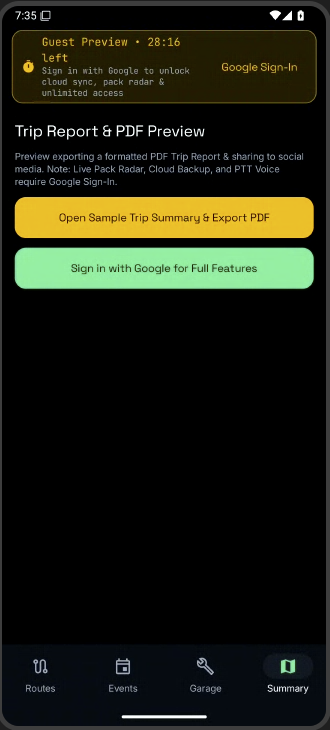 7:35
Guest Preview • 28:16
left
Sign in with Google to unlock
cloud sync, pack radar &
unlimited access
Google Sign-In
Trip Report & PDF Preview
Preview exporting a formatted PDF Trip Report & sharing to social
media. Note: Live Pack Radar, Cloud Backup, and PTT Voice
require Google Sign-In.
Open Sample Trip Summary & Export PDF
Sign in with Google for Full Features
Routes
Events
Garage
Summary